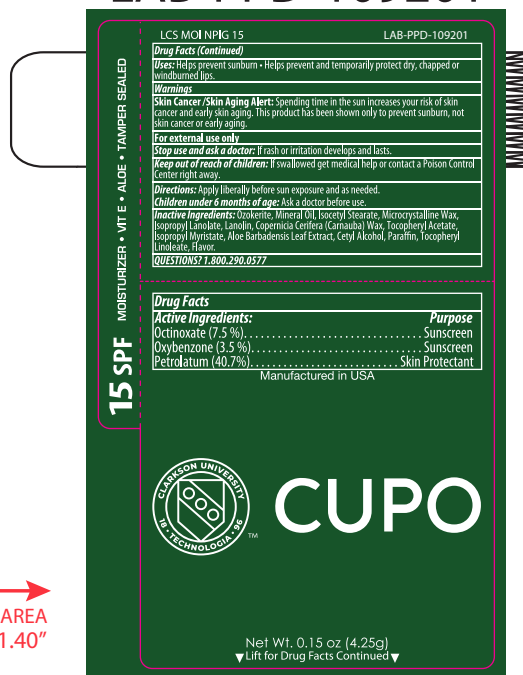 LCS MOI NPIG 15 LAB-PPD-109201
Drug Facts (Continued)
Uses: Helps prevent sunburn • Helps prevent and temporarily protect dry, chapped or
windburned lips.
Warnings
Skin Cancer /Skin Aging Alert: Spending time in the sun increases your risk of skin
cancer and early skin aging. This product has been shown only to prevent sunburn, not
skin cancer or early aging.
For external use only
Stop use and ask a doctor: If rash or irritation develops and lasts.
Keep out of reach of children: If swallowed get medical help or contact a Poison Control
Center right away.
Directions: Apply liberally before sun exposure and as needed.
Children under 6 months of age: Ask a doctor before use.
Inactive Ingredients: Ozokerite, Mineral Oil, Isocetyl Stearate, Microcrystalline Wax,
Isopropyl Lanolate, Lanolin, Copernicia Cerifera (Carnauba) Wax, Tocopheryl Acetate,
Isopropyl Myristate, Aloe Barbadensis Leaf Extract, Cetyl Alcohol, Paraffin, Tocopheryl
Linoleate, Flavor.
QUESTIONS? 1.800.290.0577
15 SPF MOISTURIZER • VIT E • ALOE • TAMPER SEALED
Drug Facts
Active Ingredients: Purpose
Octinoxate (7.5 %)............................Sunscreen
Oxybenzone (3.5 %)...........................Sunscreen
Petrolatum (40.7%)........................Skin Protectant
Manufactured in USA
CLARKSON UNIVERSITY
18 • TECHNOLOGIA • 96
TM
CUPO
AREA
1.40”
Net Wt. 0.15 oz (4.25g)
▼Lift for Drug Facts Continued▼